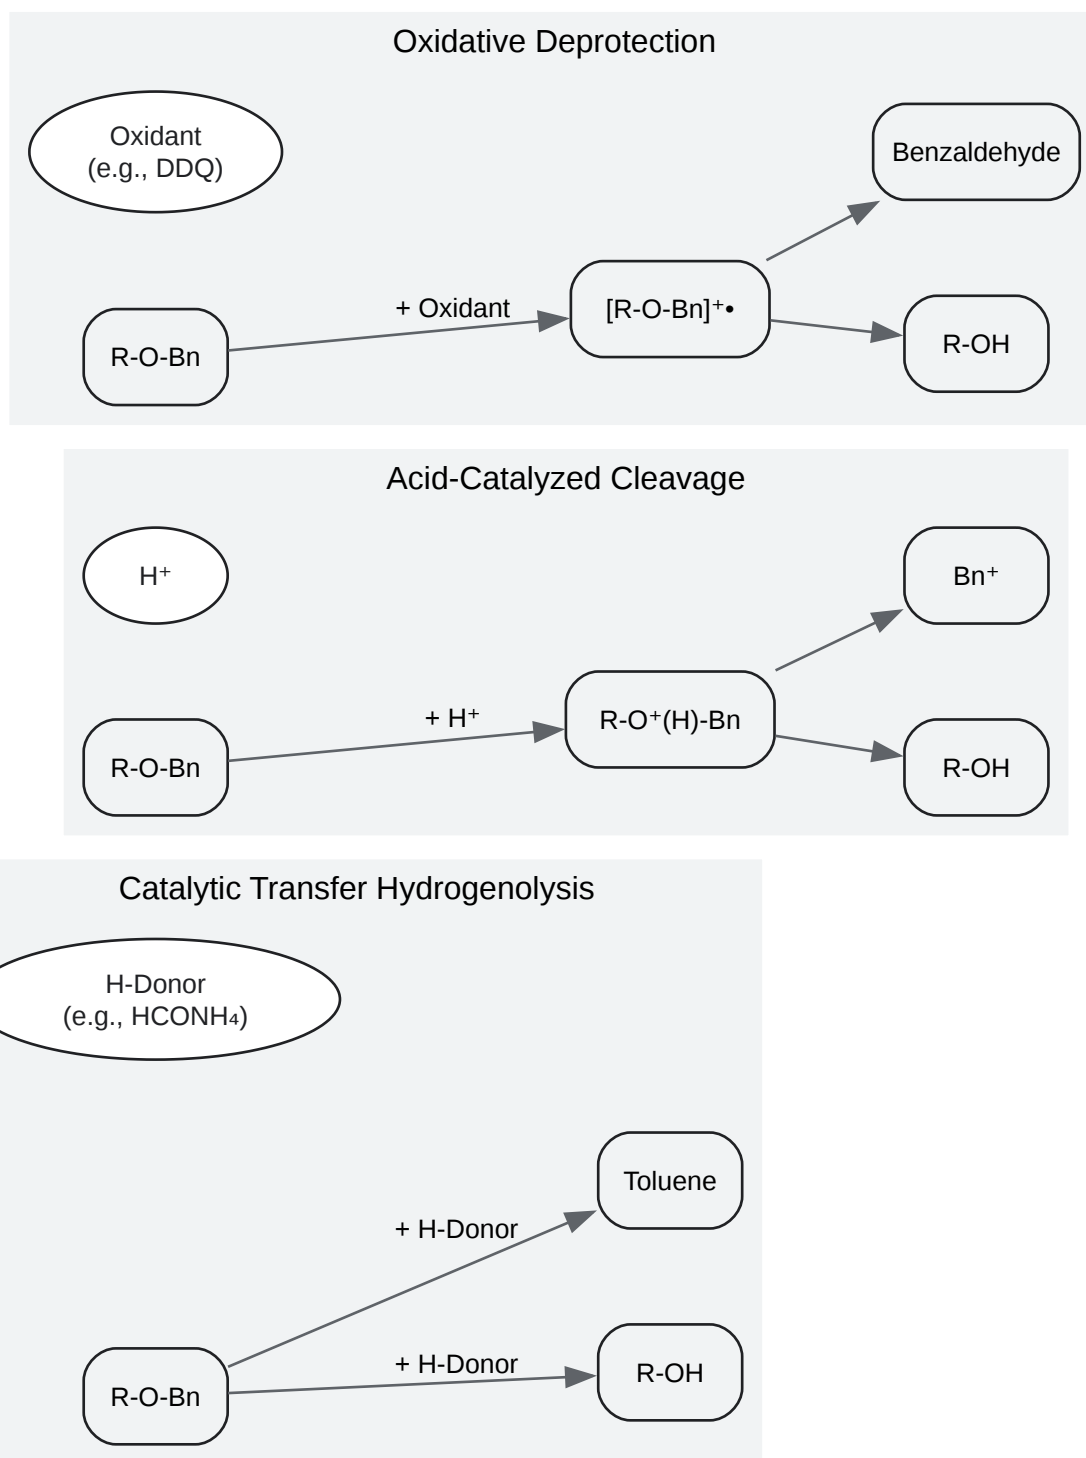 Oxidative Deprotection
Oxidant
(e.g., DDQ)
Benzaldehyde
+ Oxidant
[R-O-Bn]⁺•
R-O-Bn
R-OH
Acid-Catalyzed Cleavage
H⁺
Bn⁺
+ H⁺
R-O⁺(H)-Bn
R-O-Bn
R-OH
Catalytic Transfer Hydrogenolysis
H-Donor
(e.g., HCONH₄)
Toluene
+ H-Donor
+ H-Donor
R-OH
R-O-Bn